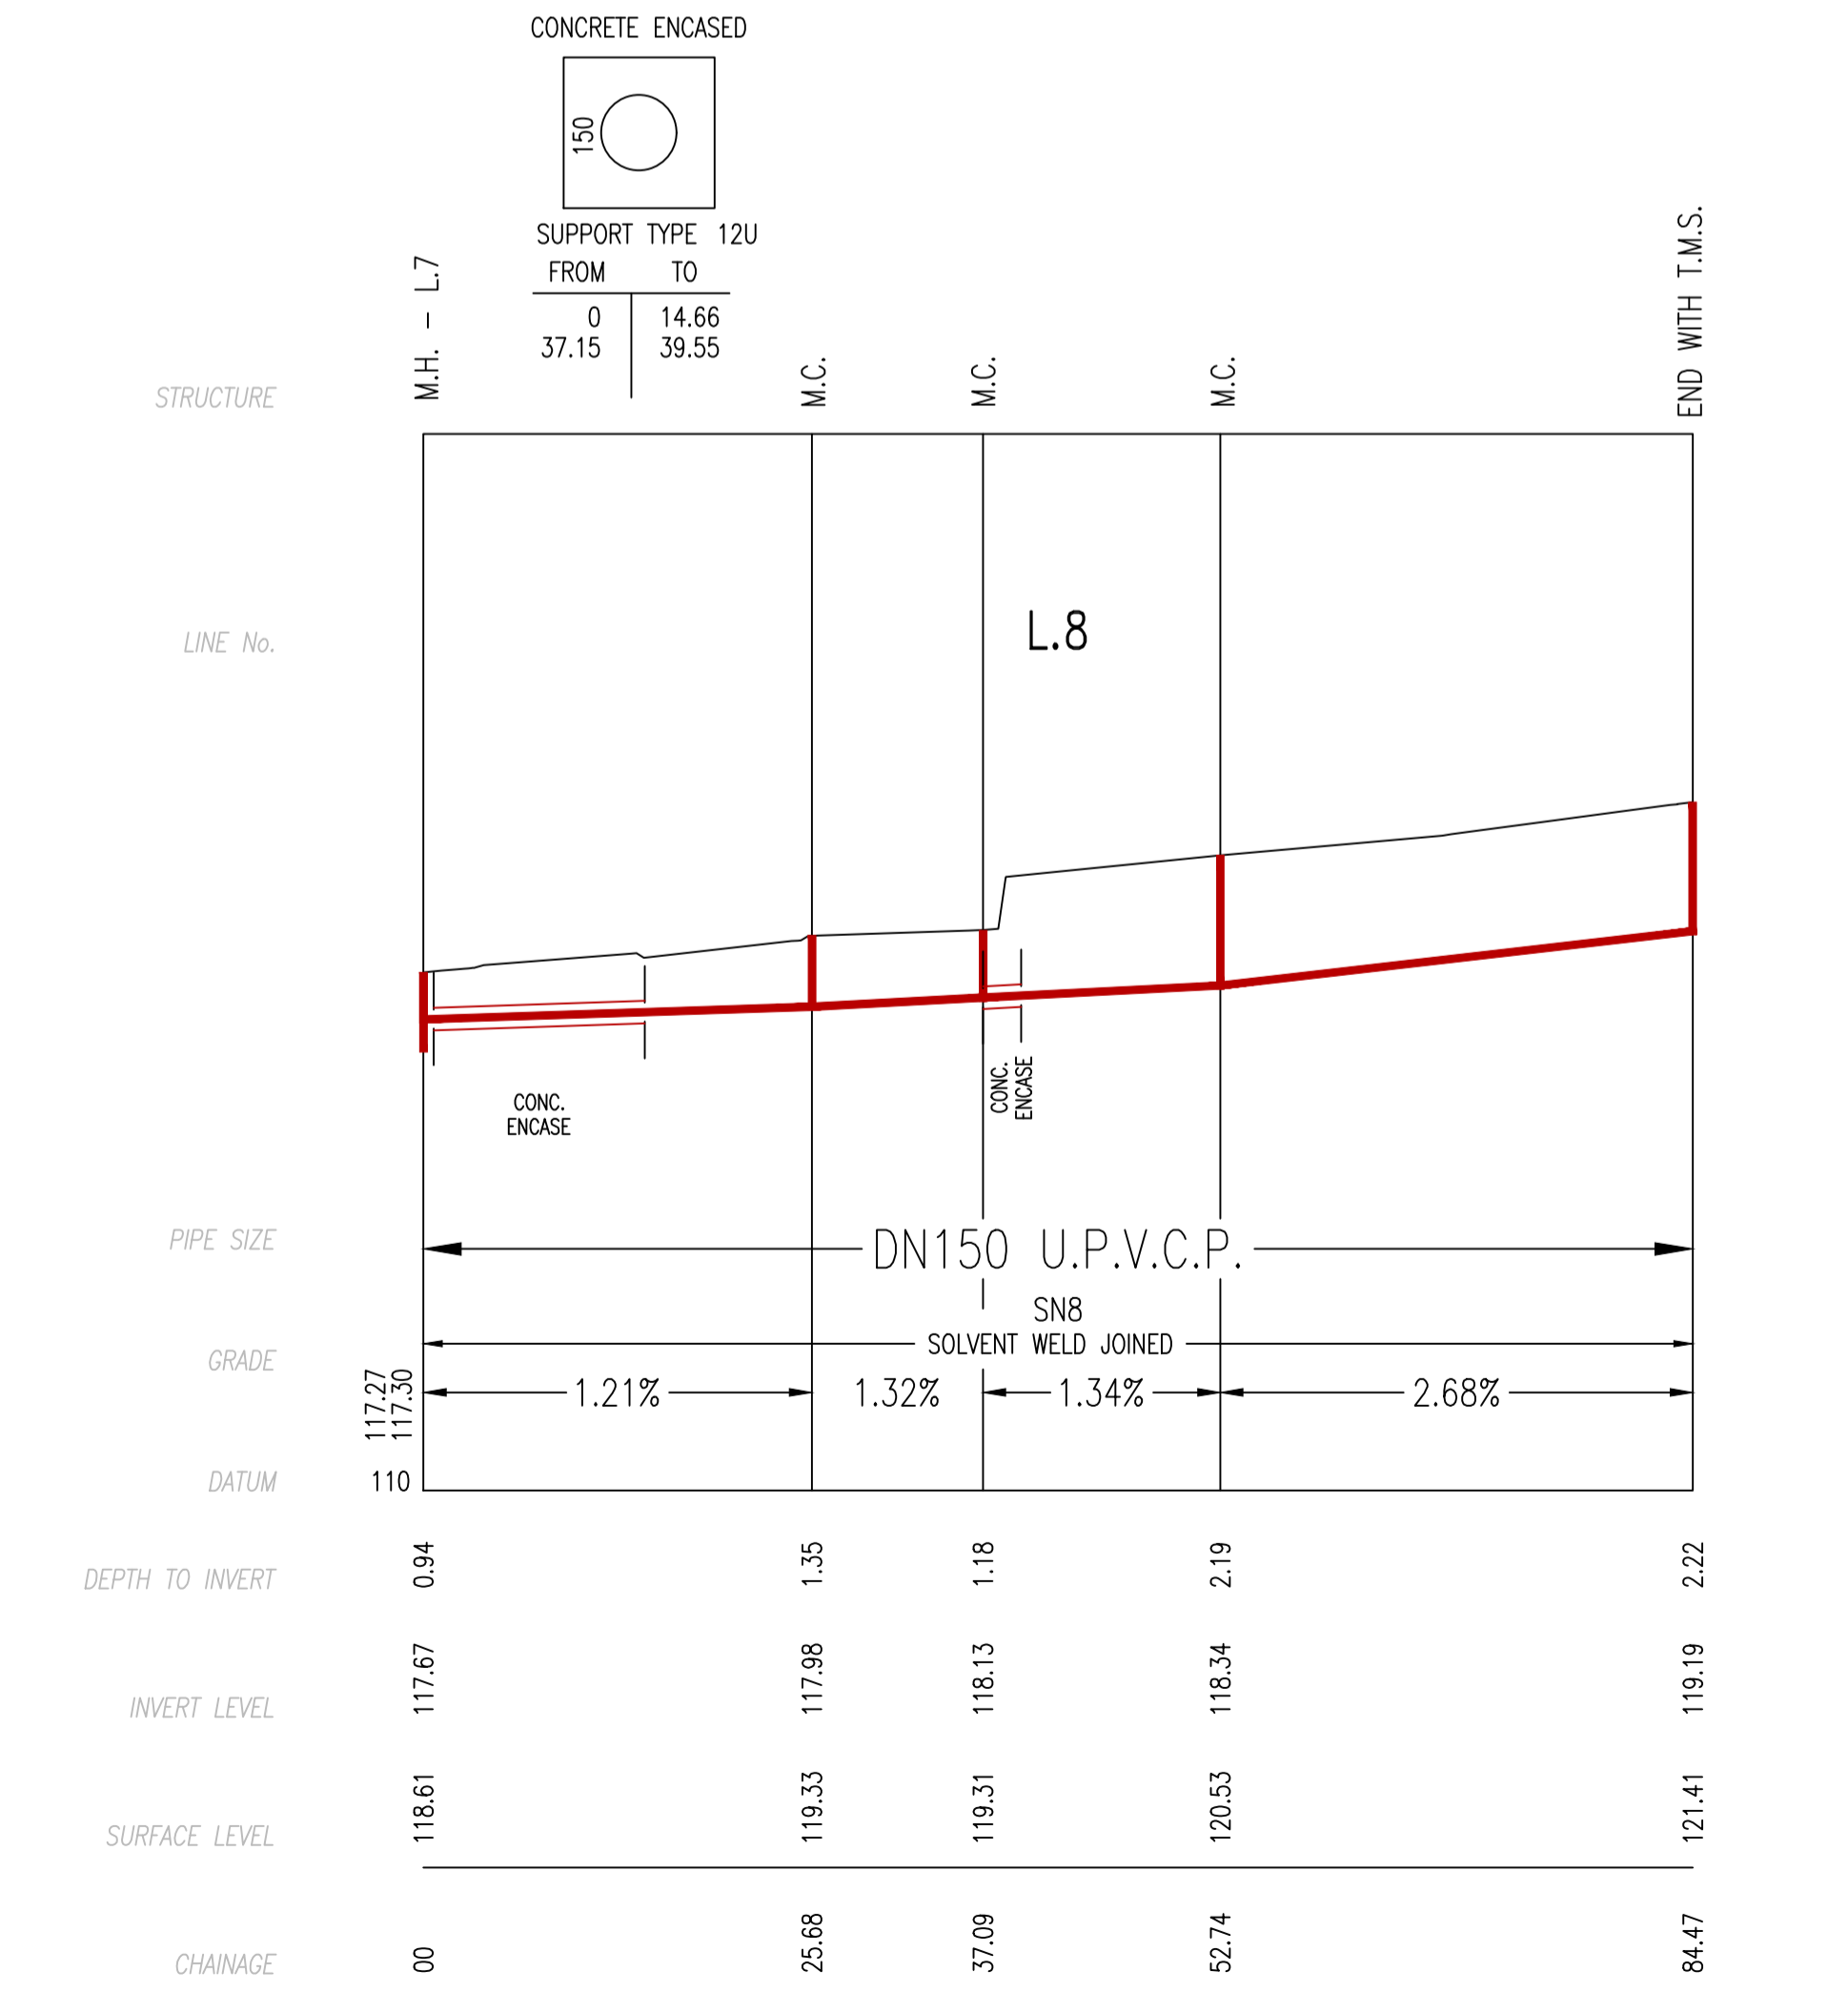 CONCRETE ENCASED
150
SUPPORT TYPE 12U
FROM TO
0 14.66
37.15 39.55
STRUCTURE
M.H. - L.7
M.C.
M.C.
M.C.
END WITH T.M.S.
LINE No.
L.8
CONC.
ENCASE
CONC.
ENCASE
PIPE SIZE
DN150 U.P.V.C.P.
SN8
SOLVENT WELD JOINED
GRADE
117.27
117.30
1.21% 1.32% 1.34% 2.68%
DATUM
110
DEPTH TO INVERT
0.94 1.35 1.18 2.19 2.22
INVERT LEVEL
117.67 117.98 118.13 118.34 119.19
SURFACE LEVEL
118.61 119.33 119.31 120.53 121.41
CHAINAGE
00 25.68 37.09 52.74 84.47